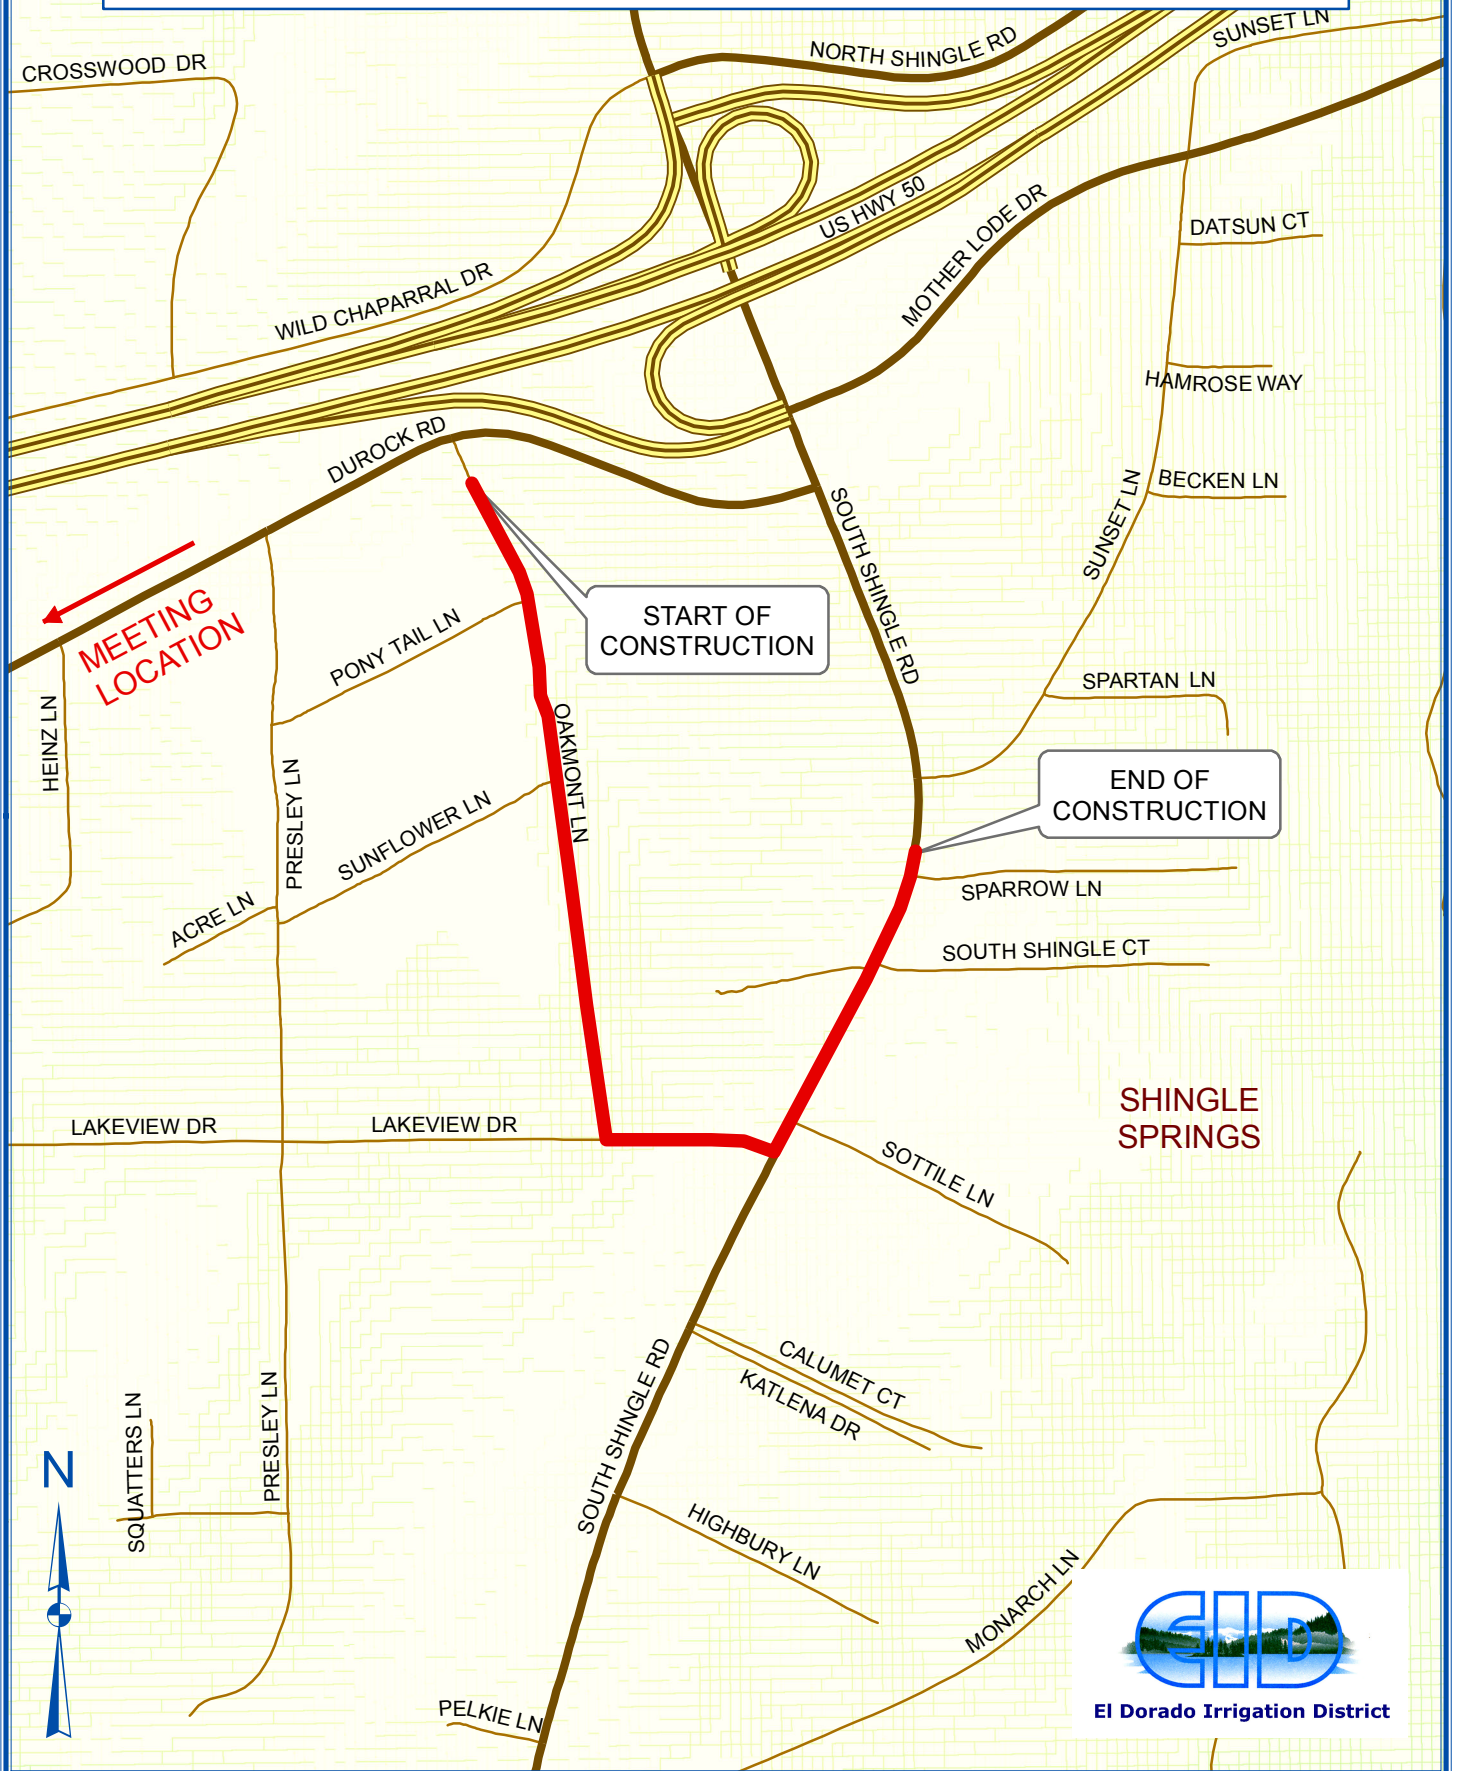 SUNSET LN
NORTH SHINGLE RD
CROSSWOOD DR
US HWY 50
MOTHER LODE DR
DATSUN CT
WILD CHAPARRAL DR
HAMROSE WAY
DUROCK RD
BECKEN LN
SUNSET LN
SOUTH SHINGLE RD
MEETING
LOCATION
START OF
CONSTRUCTION
PONY TAIL LN
SPARTAN LN
HEINZ LN
OAKMONT LN
END OF
CONSTRUCTION
PRESLEY LN
SUNFLOWER LN
SPARROW LN
ACRE LN
SOUTH SHINGLE CT
SHINGLE
SPRINGS
LAKEVIEW DR
LAKEVIEW DR
SOTTILE LN
CALUMET CT
KATLENA DR
SOUTH SHINGLE RD
PRESLEY LN
SQUATTERS LN
N
HIGHBURY LN
MONARCH LN
PELKIE LN
EID
El Dorado Irrigation District